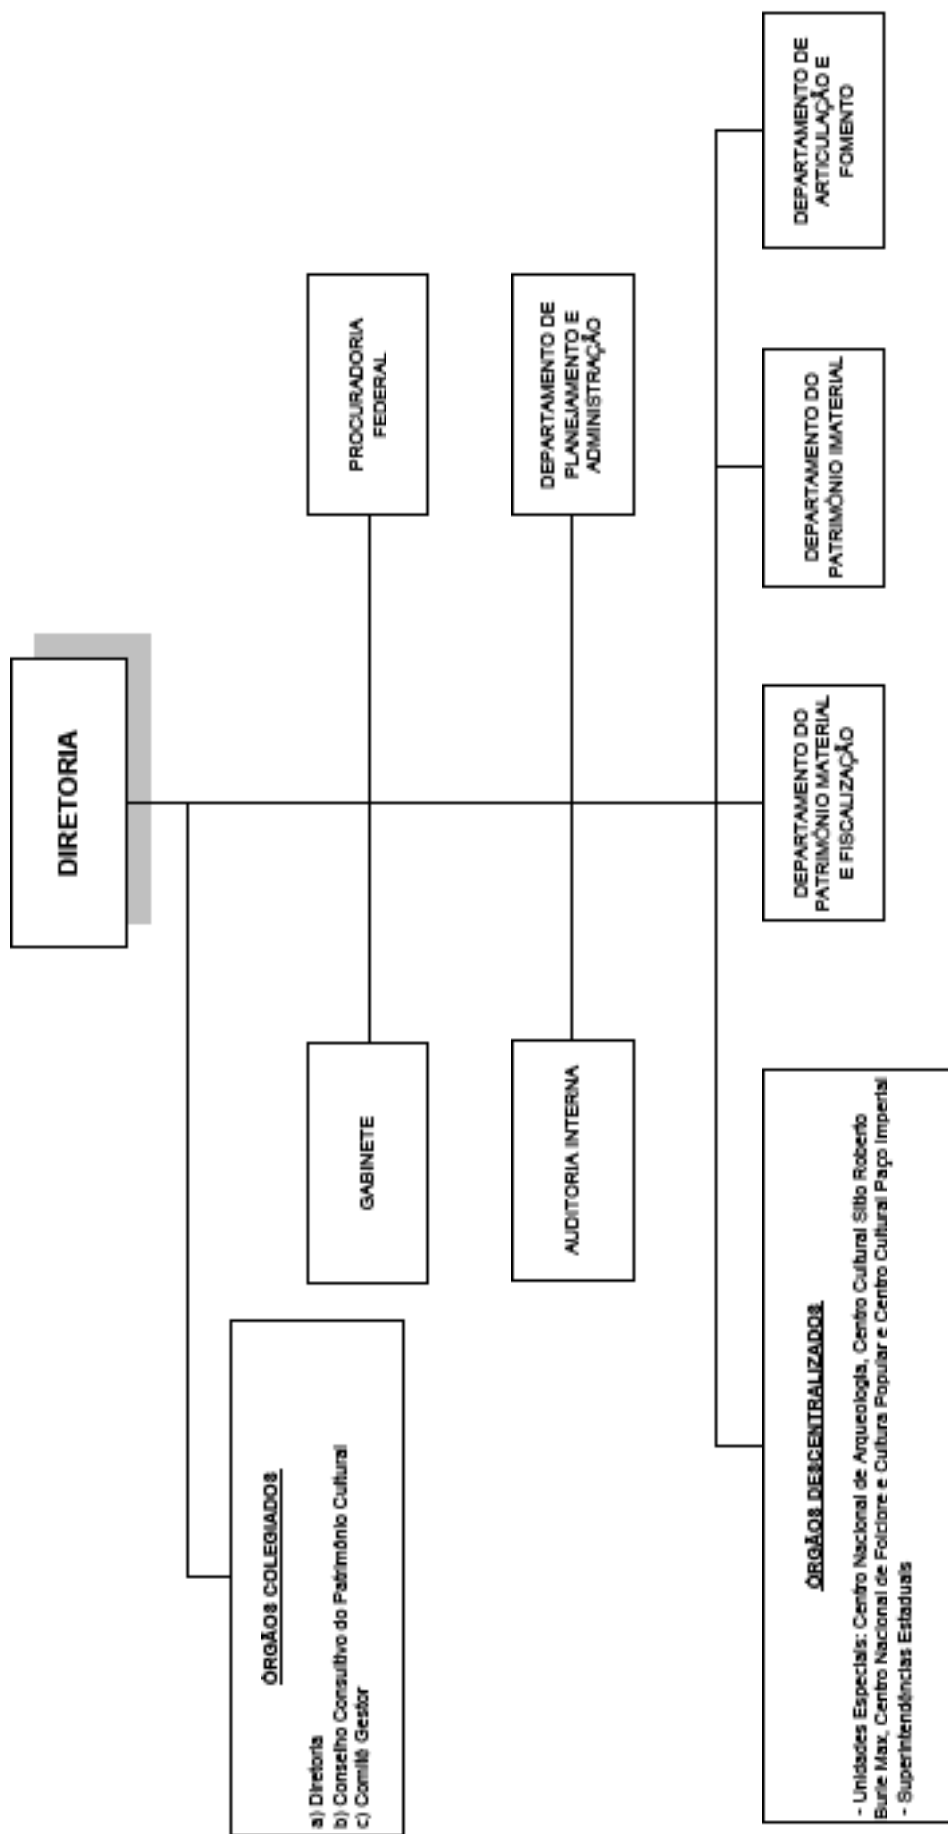 DIRETORIA
ÓRGÃOS COLEGIADOS
a) Diretoria
b) Conselho Consultivo do Patrimônio Cultural
c) Comitê Gestor
GABINETE
PROCURADORIA
FEDERAL
AUDITORIA INTERNA
DEPARTAMENTO DE
PLANEJAMENTO E
ADMINISTRAÇÃO
ÓRGÃOS DESCENTRALIZADOS
- Unidades Especiais: Centro Nacional de Arqueologia, Centro Cultural Sítio Roberto
Burle Max, Centro Nacional de Folclore e Cultura Popular e Centro Cultural Paço Imperial
- Superintendências Estaduais
DEPARTAMENTO DO
PATRIMÔNIO MATERIAL
E FISCALIZAÇÃO
DEPARTAMENTO DO
PATRIMÔNIO IMATERIAL
DEPARTAMENTO DE
ARTICULAÇÃO E
FOMENTO